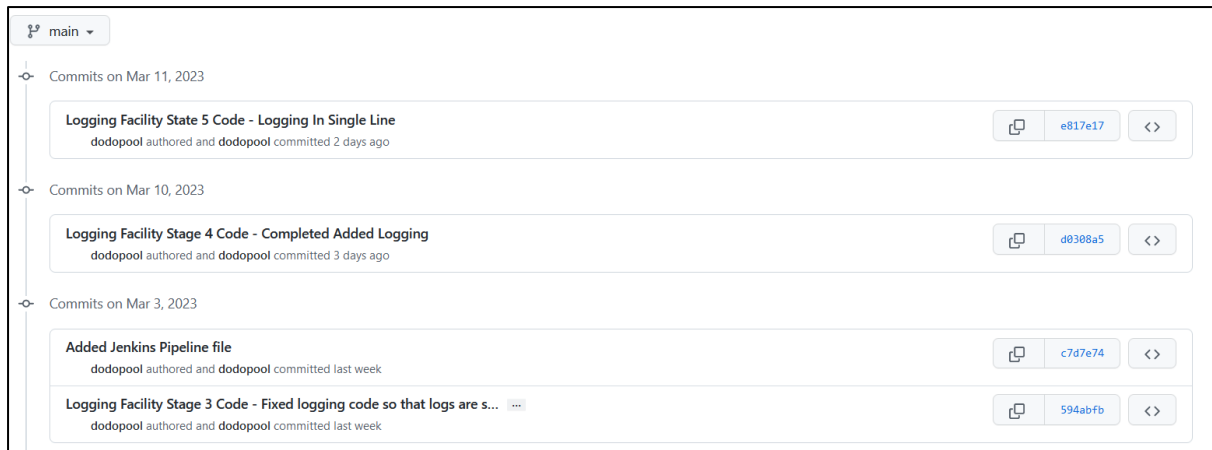 main
Commits on Mar 11, 2023
Logging Facility State 5 Code - Logging In Single Line
e817e17
dodopool authored and dodopool committed 2 days ago
Commits on Mar 10, 2023
Logging Facility Stage 4 Code - Completed Added Logging
d0308a5
dodopool authored and dodopool committed 3 days ago
Commits on Mar 3, 2023
Added Jenkins Pipeline file
c7d7e74
dodopool authored and dodopool committed last week
Logging Facility Stage 3 Code - Fixed logging code so that logs are s... …
594abfb
dodopool authored and dodopool committed last week